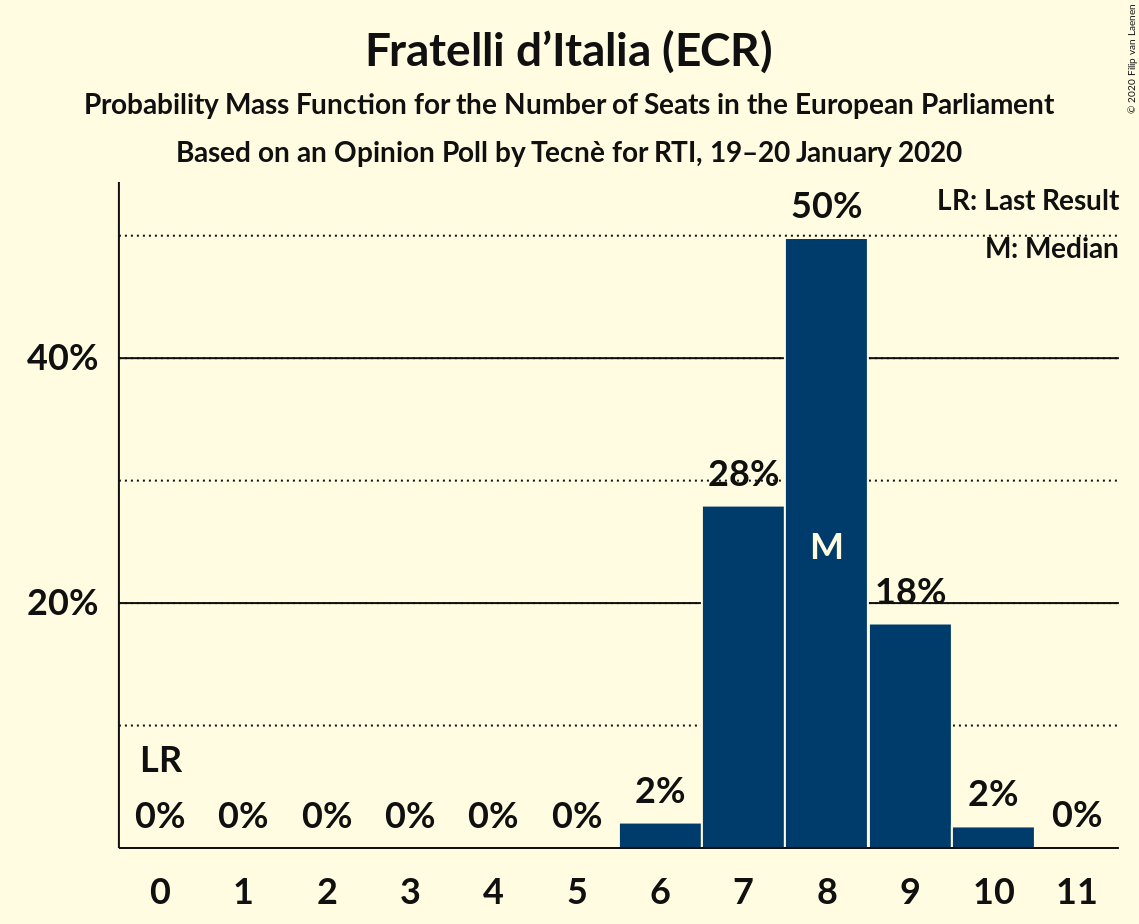 Fratelli d’Italia (ECR)
Probability Mass Function for the Number of Seats in the European Parliament
Based on an Opinion Poll by Tecnè for RTI, 19–20 January 2020
© 2020 Filip van Laenen
LR: Last Result
M: Median
50%
40%
28%
M
20%
18%
LR
0% 0% 0% 0% 0% 0% 2% 2% 0%
0 1 2 3 4 5 6 7 8 9 10 11